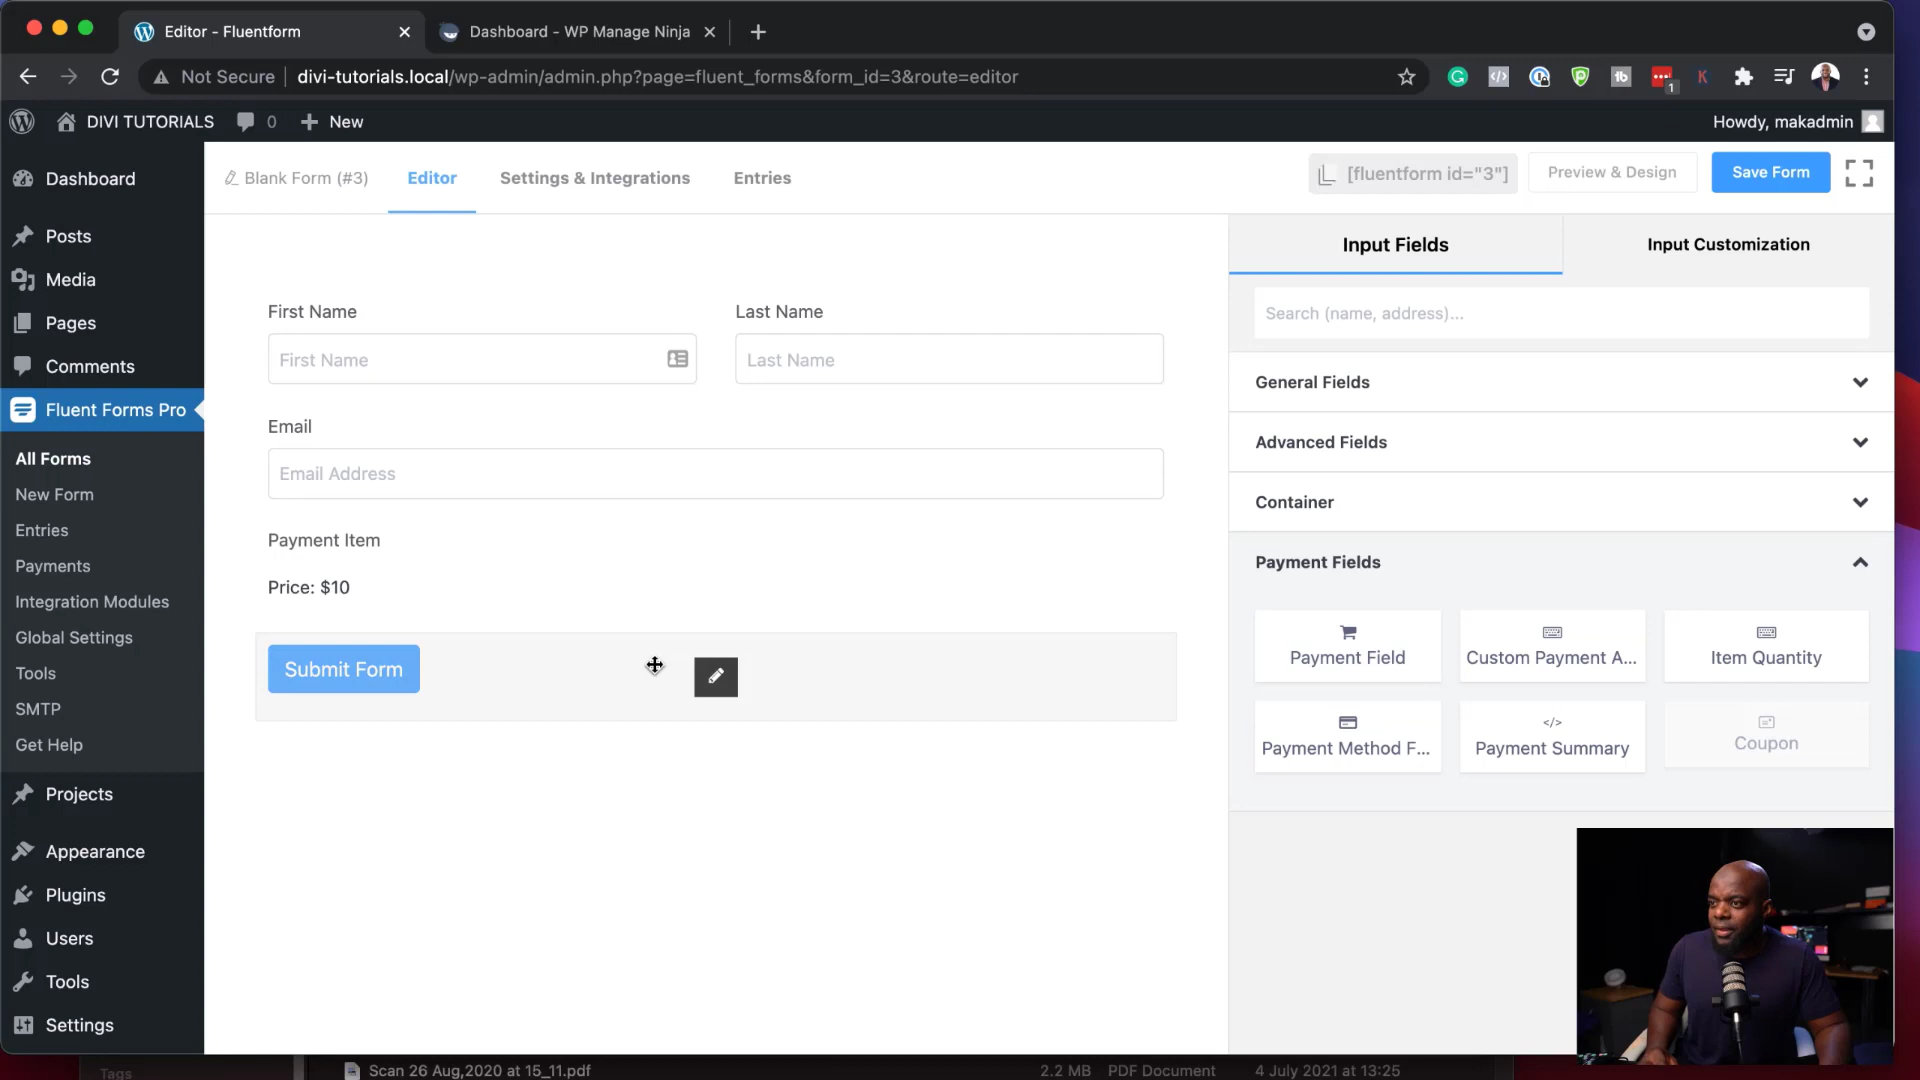 Editor - Fluentform
Dashboard - WP Manage Ninja
Not Secure
divi-tutorials.local/wp-admin/admin.php?page=fluent_forms&form_id=3&route=editor
1
DIVI TUTORIALS
0
New
Howdy, makadmin
Dashboard
Posts
Media
Pages
Comments
Fluent Forms Pro
All Forms
New Form
Entries
Payments
Integration Modules
Global Settings
Tools
SMTP
Get Help
Projects
Appearance
Plugins
Users
Tools
Settings
Blank Form (#3)
Editor
Settings & Integrations
Entries
[fluentform id="3"]
Preview & Design
Save Form
First Name
Last Name
First Name
Last Name
Email
Email Address
Payment Item
Price: $10
Submit Form
Input Fields
Input Customization
Search (name, address)...
General Fields
Advanced Fields
Container
Payment Fields
Payment Field
Custom Payment A...
Item Quantity
Payment Method F...
Payment Summary
Coupon
Tags
Scan 26 Aug,2020 at 15_11.pdf
2.2 MB
PDF Document
4 July 2021 at 13:25